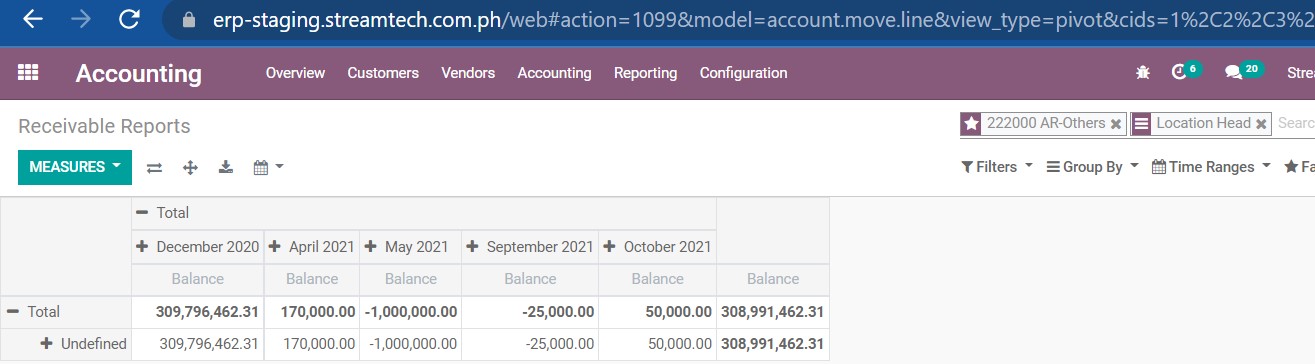 erp-staging.streamtech.com.ph/web#action=1099&model=account.move.line&view_type=pivot&cids=1%2C2%2C3%2
Accounting Overview Customers Vendors Accounting Reporting Configuration 6 20 Stre
Receivable Reports 222000 AR-Others Location Head Searc
MEASURES Filters Group By Time Ranges Fa
Total
December 2020 April 2021 May 2021 September 2021 October 2021
Balance Balance Balance Balance Balance Balance
Total 309,796,462.31 170,000.00 -1,000,000.00 -25,000.00 50,000.00 308,991,462.31
Undefined 309,796,462.31 170,000.00 -1,000,000.00 -25,000.00 50,000.00 308,991,462.31